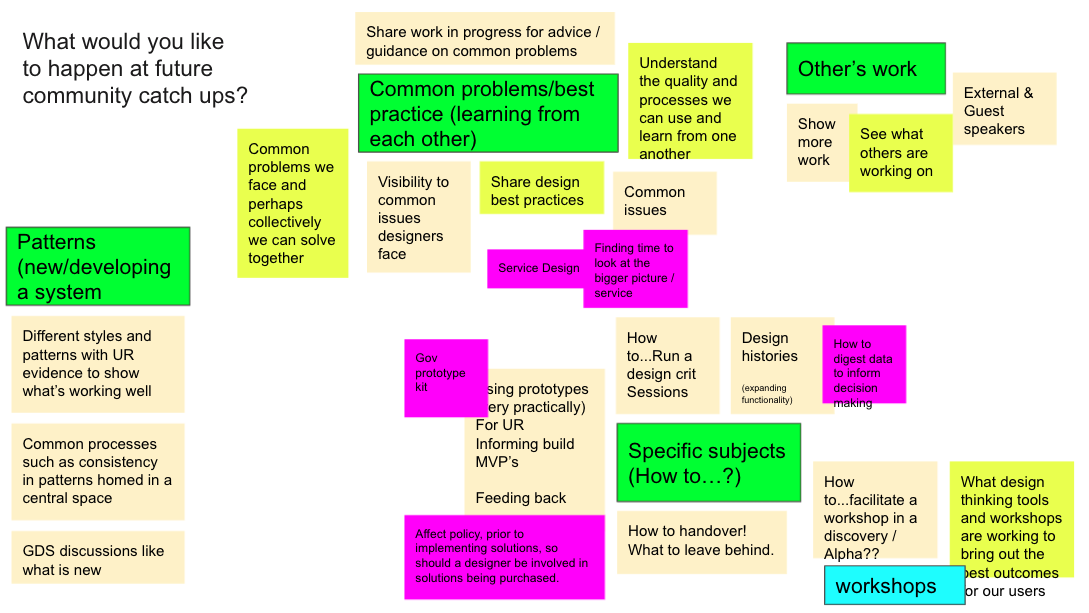 What would you like
to happen at future
community catch ups?
Share work in progress for advice /
guidance on common problems
Common problems/best
practice (learning from
each other)
Understand
the quality and
processes we
can use and
learn from one
another
Other's work
External &
Guest
speakers
Show
more
work
See what
others are
working on
Common
problems we
face and
perhaps
collectively
we can solve
together
Visibility to
common
issues
designers
face
Share design
best practices
Common
issues
Service Design
Finding time to
look at the
bigger picture /
service
Patterns
(new/developing
a system
Different styles and
patterns with UR
evidence to show
what's working well
Common processes
such as consistency
in patterns homed in a
central space
GDS discussions like
what is new
Gov
prototype
kit
sing prototypes
ery practically)
For UR
Informing build
MVP's
Feeding back
Affect policy, prior to
implementing solutions, so
should a designer be involved in
solutions being purchased.
How
to...Run a
design crit
Sessions
Design
histories
(expanding
functionality)
How to
digest data
to inform
decision
making
Specific subjects
(How to…?)
How to handover!
What to leave behind.
How
to...facilitate a
workshop in a
discovery /
Alpha??
workshops
What design
thinking tools
and workshops
are working to
bring out the
best outcomes
for our users